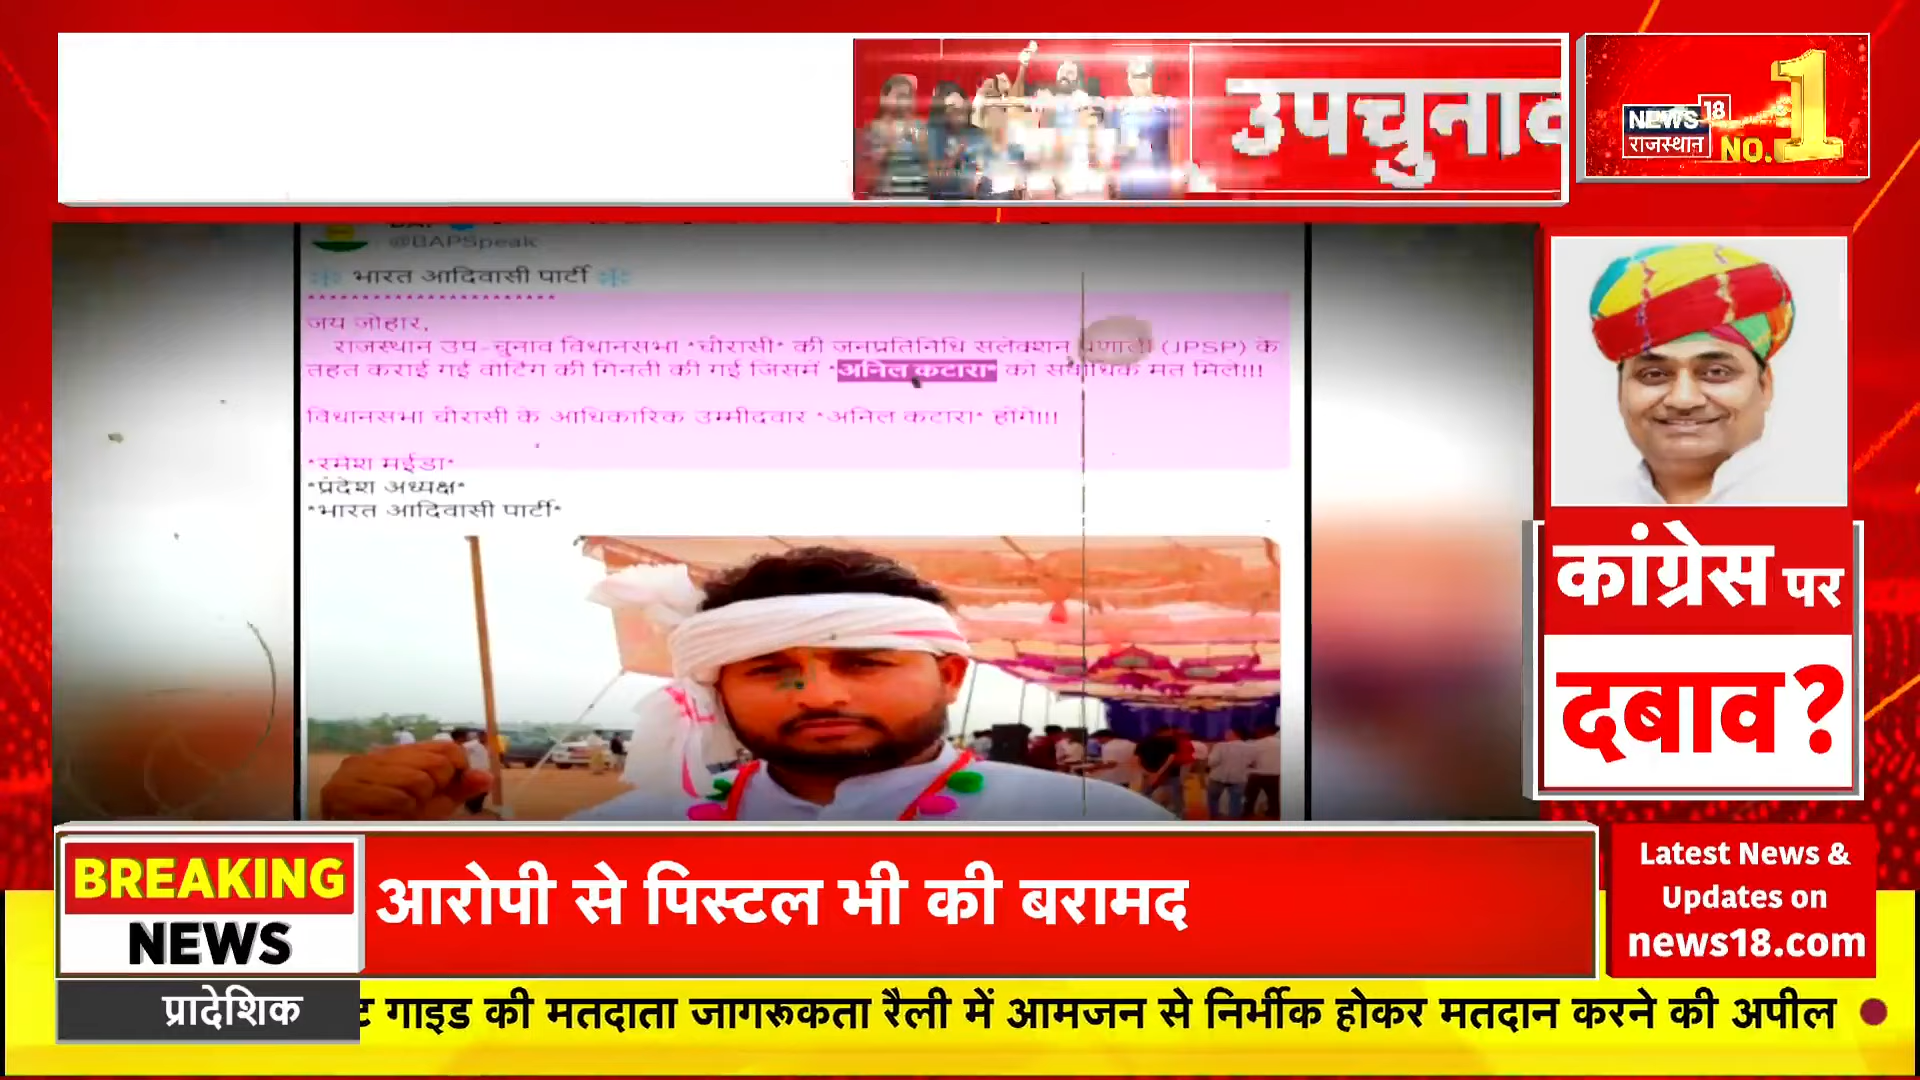 उपचुनाव
NEWS 18
राजस्थान
NO.1
@BAPSpeak
भारत आदिवासी पार्टी
**********************
जय जोहार,
राजस्थान उप-चुनाव विधानसभा *चौरासी* की जनप्रतिनिधि सलेक्शन प्रणाली (JPSP) के
तहत कराई गई वोटिंग की गिनती की गई जिसमें *अनिल कटारा* को सर्वाधिक मत मिले!!!
विधानसभा चौरासी के आधिकारिक उम्मीदवार *अनिल कटारा* होंगे!!!
*रमेश मईडा*
*प्रदेश अध्यक्ष*
*भारत आदिवासी पार्टी*
कांग्रेस पर
दबाव?
BREAKING
NEWS
आरोपी से पिस्टल भी की बरामद
Latest News &
Updates on
news18.com
प्रादेशिक
गाइड की मतदाता जागरूकता रैली में आमजन से निर्भीक होकर मतदान करने की अपील